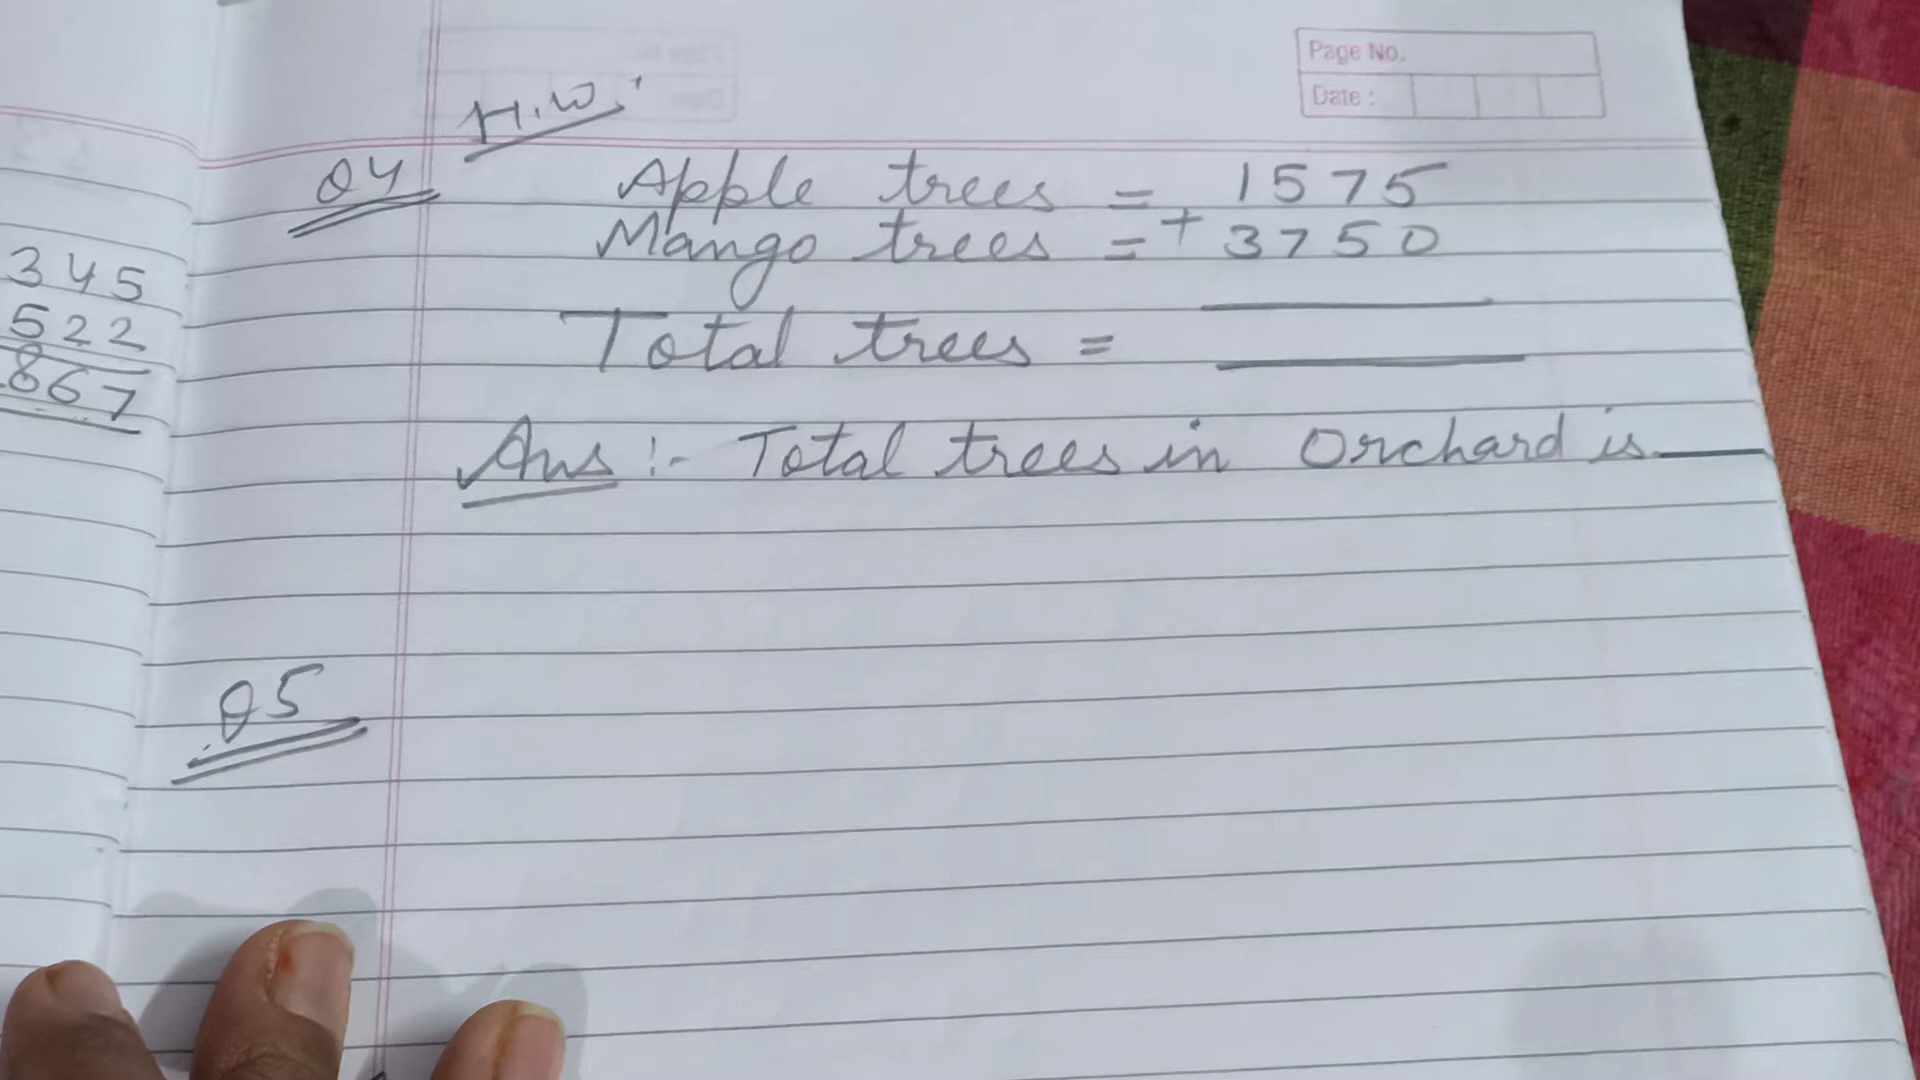 345
522
867
Page No.
Date :
H.W.
Q4
Apple trees = 1575
Mango trees = + 3750
Total trees =
Ans :- Total trees in Orchard is
Q5